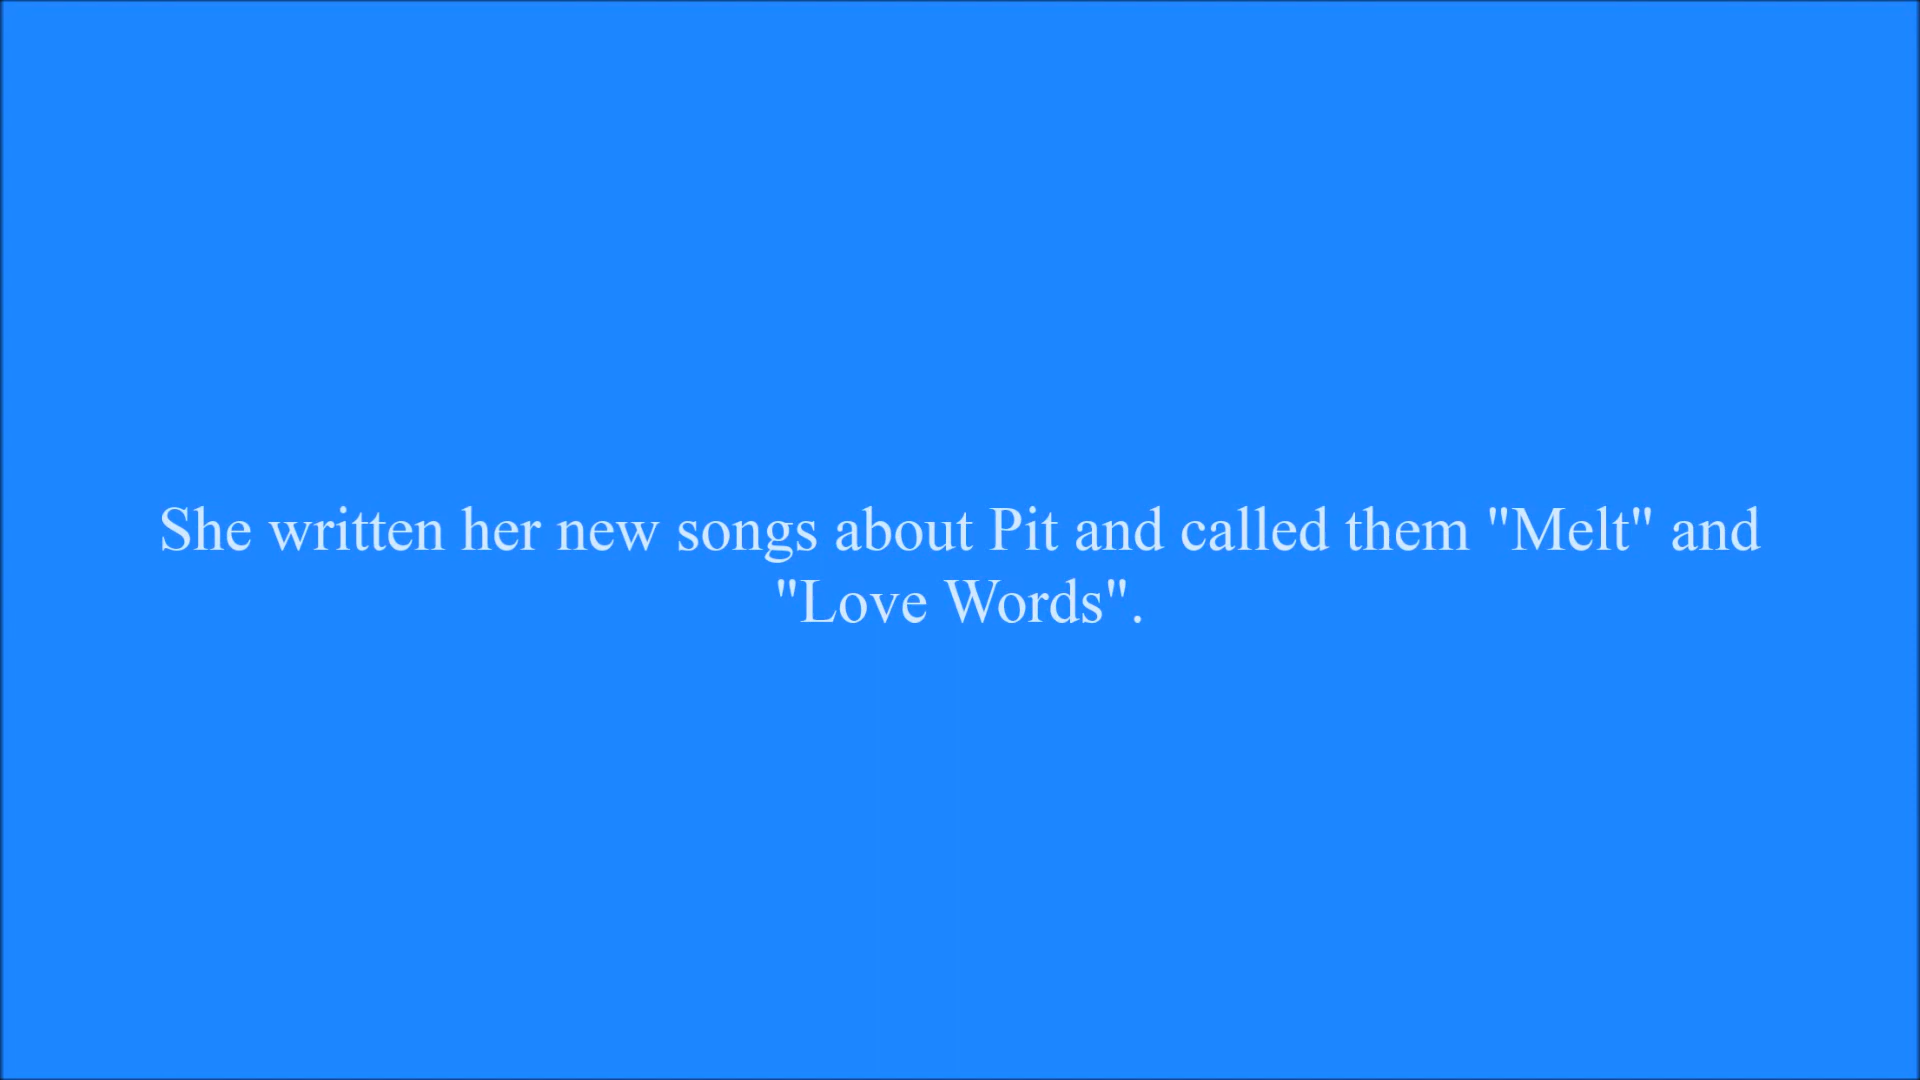 She written her new songs about Pit and called them "Melt" and
"Love Words".